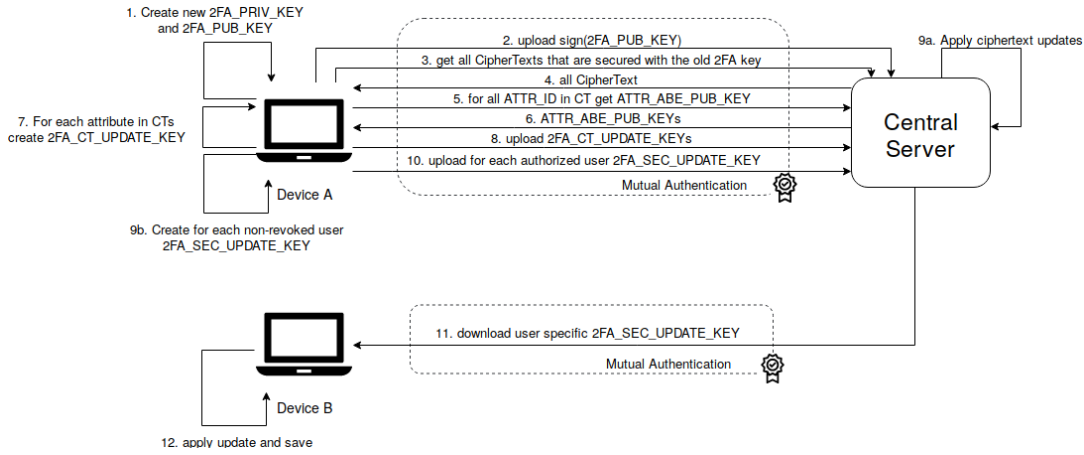 1. Create new 2FA_PRIV_KEY
and 2FA_PUB_KEY
2. upload sign(2FA_PUB_KEY)
9a. Apply ciphertext updates
3. get all CipherTexts that are secured with the old 2FA key
4. all CipherText
5. for all ATTR_ID in CT get ATTR_ABE_PUB_KEY
7. For each attribute in CTs
create 2FA_CT_UPDATE_KEY
6. ATTR_ABE_PUB_KEYs
8. upload 2FA_CT_UPDATE_KEYs
Central
Server
10. upload for each authorized user 2FA_SEC_UPDATE_KEY
Mutual Authentication
Device A
9b. Create for each non-revoked user
2FA_SEC_UPDATE_KEY
11. download user specific 2FA_SEC_UPDATE_KEY
Mutual Authentication
Device B
12. apply update and save